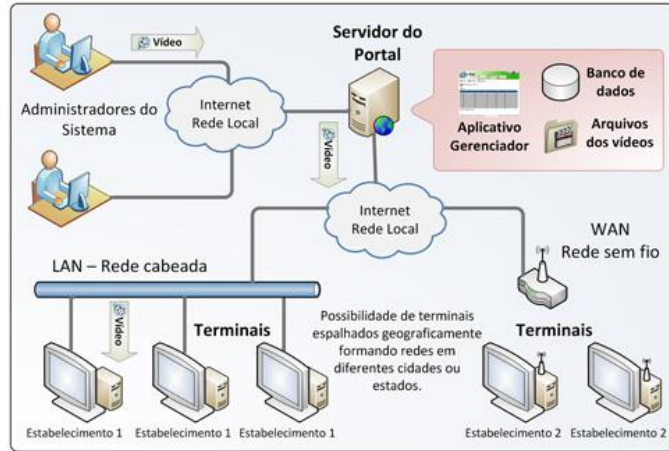 Vídeo
Servidor do
Portal
Administradores do
Sistema
Internet
Rede Local
Banco de
dados
Aplicativo
Gerenciador
Arquivos
dos vídeos
Vídeo
Internet
Rede Local
WAN
Rede sem fio
LAN – Rede cabeada
Vídeo
Terminais
Possibilidade de terminais
espalhados geograficamente
formando redes em
diferentes cidades ou
estados.
Terminais
Estabelecimento 1
Estabelecimento 1
Estabelecimento 1
Estabelecimento 2
Estabelecimento 2